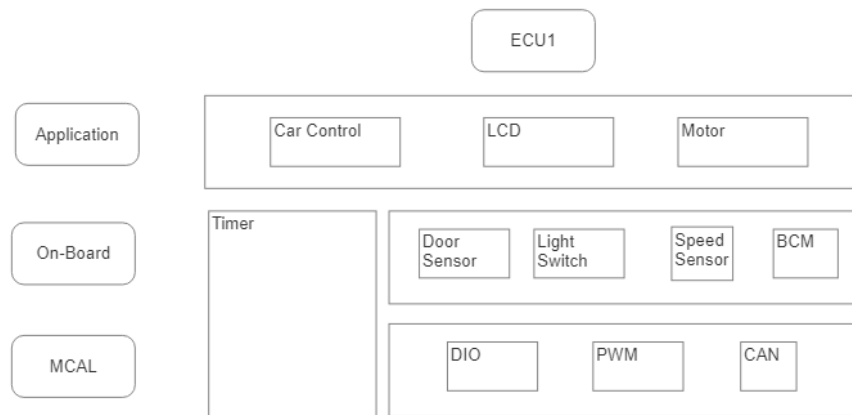 ECU1
Application
Car Control
LCD
Motor
Timer
On-Board
Door
Sensor
Light
Switch
Speed
Sensor
BCM
MCAL
DIO
PWM
CAN